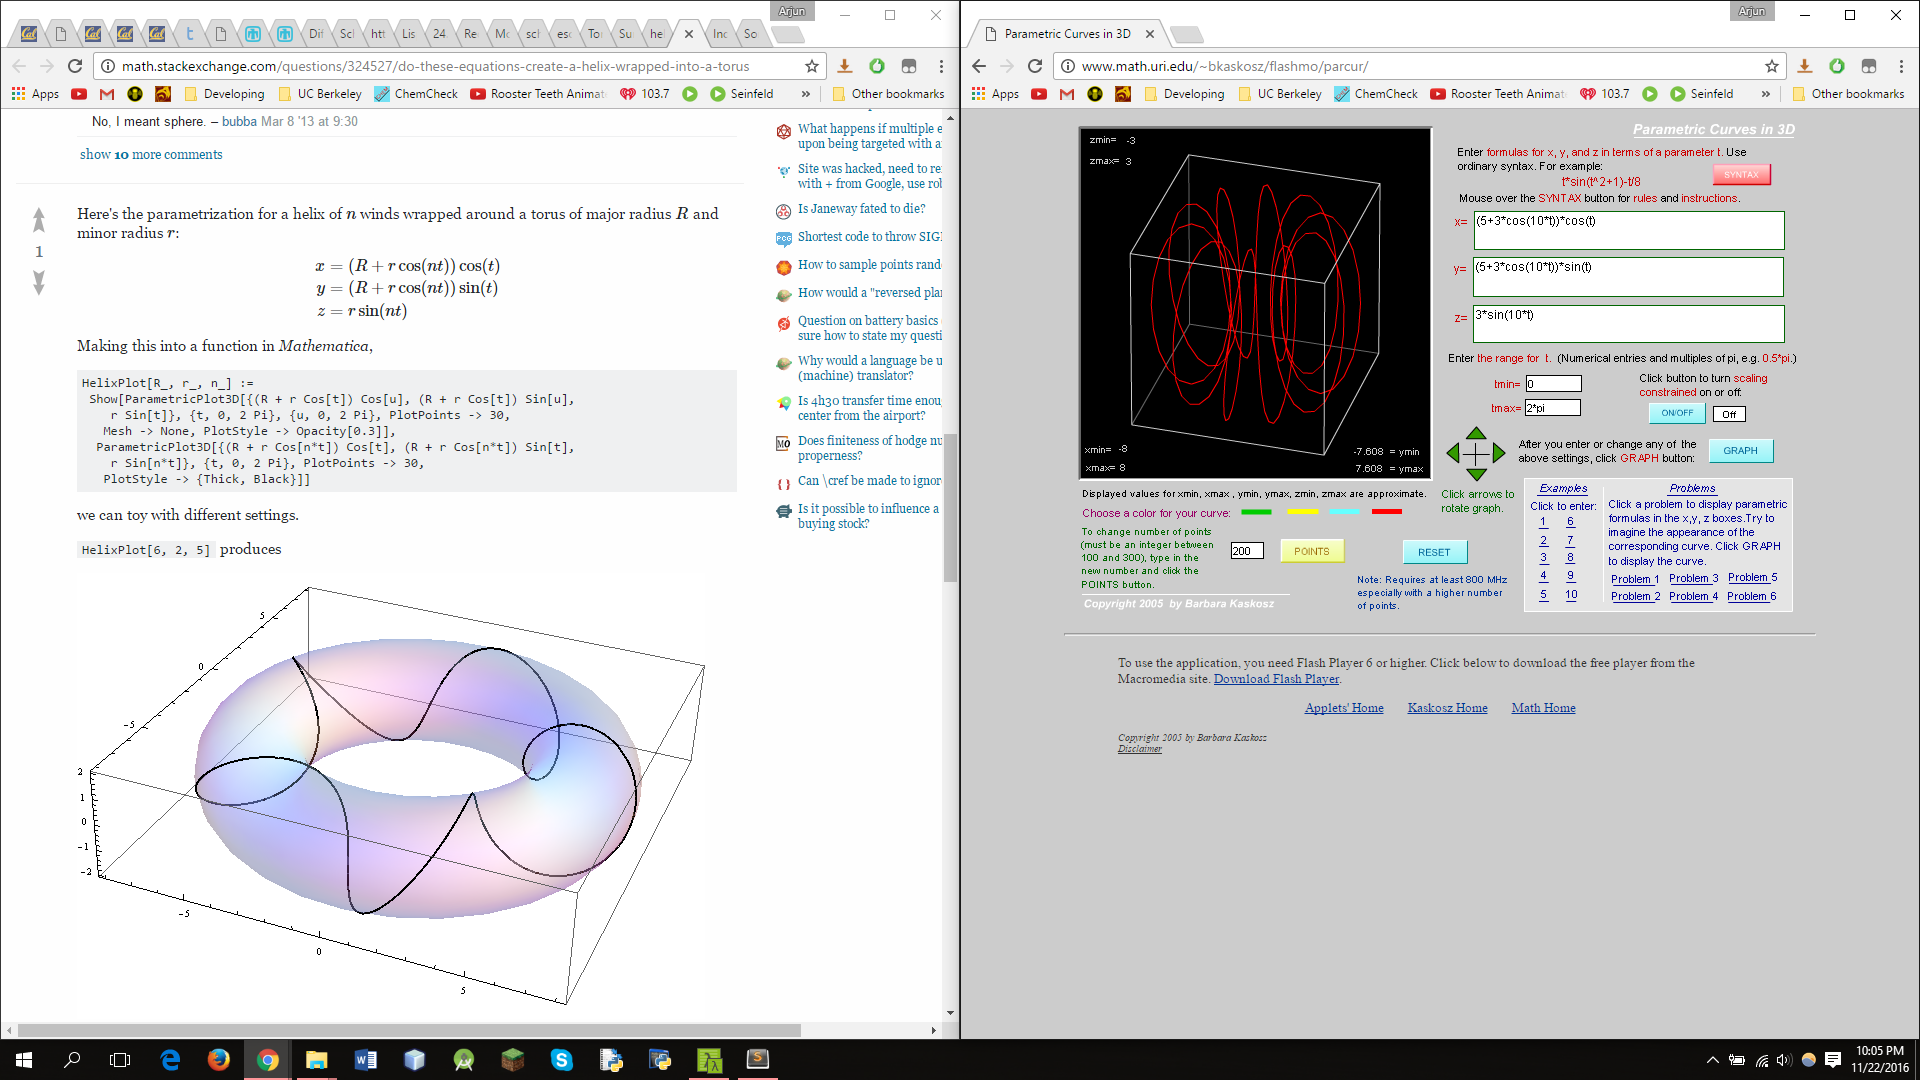 Arjun
Dif
Scl
htt
Lis
24
Re
Mc
sch
esc
To
Su
hel
Inc
So
math.stackexchange.com/questions/324527/do-these-equations-create-a-helix-wrapped-into-a-torus
Apps
Developing
UC Berkeley
ChemCheck
Rooster Teeth Animat
103.7
Seinfeld
»
Other bookmarks
No, I meant sphere. – bubba Mar 8 '13 at 9:30
show 10 more comments
1
Here's the parametrization for a helix of n winds wrapped around a torus of major radius R and
minor radius r:
x = (R + r cos(nt)) cos(t)
y = (R + r cos(nt)) sin(t)
z = r sin(nt)
Making this into a function in Mathematica,
HelixPlot[R_, r_, n_] :=
Show[ParametricPlot3D[{(R + r Cos[t]) Cos[u], (R + r Cos[t]) Sin[u],
r Sin[t]}, {t, 0, 2 Pi}, {u, 0, 2 Pi}, PlotPoints -> 30,
Mesh -> None, PlotStyle -> Opacity[0.3]],
ParametricPlot3D[{(R + r Cos[n*t]) Cos[t], (R + r Cos[n*t]) Sin[t],
r Sin[n*t]}, {t, 0, 2 Pi}, PlotPoints -> 30,
PlotStyle -> {Thick, Black}]]
we can toy with different settings.
HelixPlot[6, 2, 5] produces
5
0
-5
2
1
0
-1
-2
-5
0
5
What happens if multiple e
upon being targeted with a
Site was hacked, need to re
with + from Google, use rob
Is Janeway fated to die?
PCG
Shortest code to throw SIGI
How to sample points rand
How would a "reversed plan
Question on battery basics
sure how to state my questi
Why would a language be u
(machine) translator?
Is 4h30 transfer time enoug
center from the airport?
MO
Does finiteness of hodge nu
properness?
Can \cref be made to ignor
Is it possible to influence a
buying stock?
Arjun
Parametric Curves in 3D
www.math.uri.edu/~bkaskosz/flashmo/parcur/
Apps
Developing
UC Berkeley
ChemCheck
Rooster Teeth Animat
103.7
Seinfeld
»
Other bookmarks
zmin= -3
zmax= 3
xmin= -8
xmax= 8
-7.608 = ymin
7.608 = ymax
Parametric Curves in 3D
Enter formulas for x, y, and z in terms of a parameter t. Use
ordinary syntax. For example:
t*sin(t^2+1)-t/8
SYNTAX
Mouse over the SYNTAX button for rules and instructions.
x= (5+3*cos(10*t))*cos(t)
y= (5+3*cos(10*t))*sin(t)
z= 3*sin(10*t)
Enter the range for t. (Numerical entries and multiples of pi, e.g. 0.5*pi.)
tmin= 0
tmax= 2*pi
Click button to turn scaling
constrained on or off:
ON/OFF
Off
After you enter or change any of the
above settings, click GRAPH button:
GRAPH
Click arrows to
rotate graph.
Displayed values for xmin, xmax , ymin, ymax, zmin, zmax are approximate.
Choose a color for your curve:
To change number of points
(must be an integer between
100 and 300), type in the
new number and click the
POINTS button.
200
POINTS
RESET
Note: Requires at least 800 MHz
especially with a higher number
of points.
Copyright 2005 by Barbara Kaskosz
Examples
Click to enter:
1 6
2 7
3 8
4 9
5 10
Problems
Click a problem to display parametric
formulas in the x,y, z boxes.Try to
imagine the appearance of the
corresponding curve. Click GRAPH
to display the curve.
Problem 1 Problem 3 Problem 5
Problem 2 Problem 4 Problem 6
To use the application, you need Flash Player 6 or higher. Click below to download the free player from the
Macromedia site. Download Flash Player.
Applets' Home Kaskosz Home Math Home
Copyright 2005 by Barbara Kaskosz
Disclaimer
10:05 PM
11/22/2016